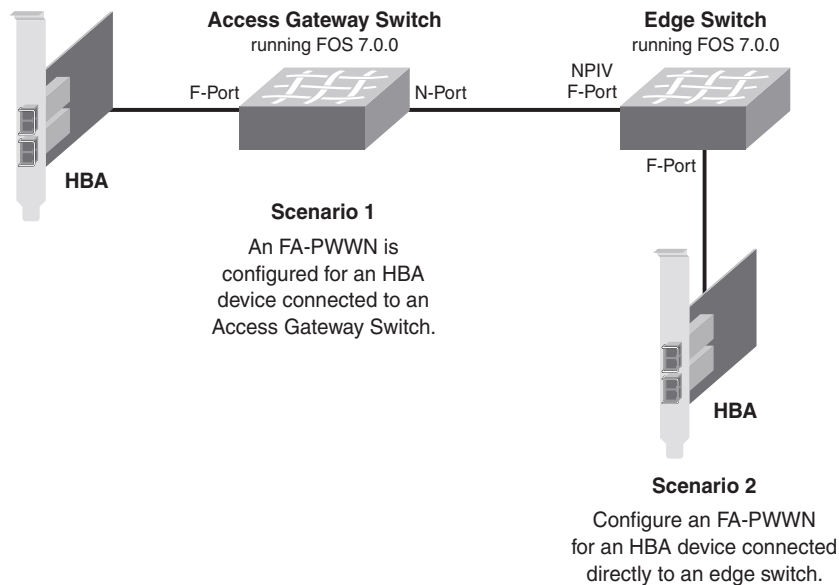 Access Gateway Switch
running FOS 7.0.0
Edge Switch
running FOS 7.0.0
F-Port
N-Port
NPIV
F-Port
HBA
F-Port
Scenario 1
An FA-PWWN is
configured for an HBA
device connected to an
Access Gateway Switch.
HBA
Scenario 2
Configure an FA-PWWN
for an HBA device connected
directly to an edge switch.